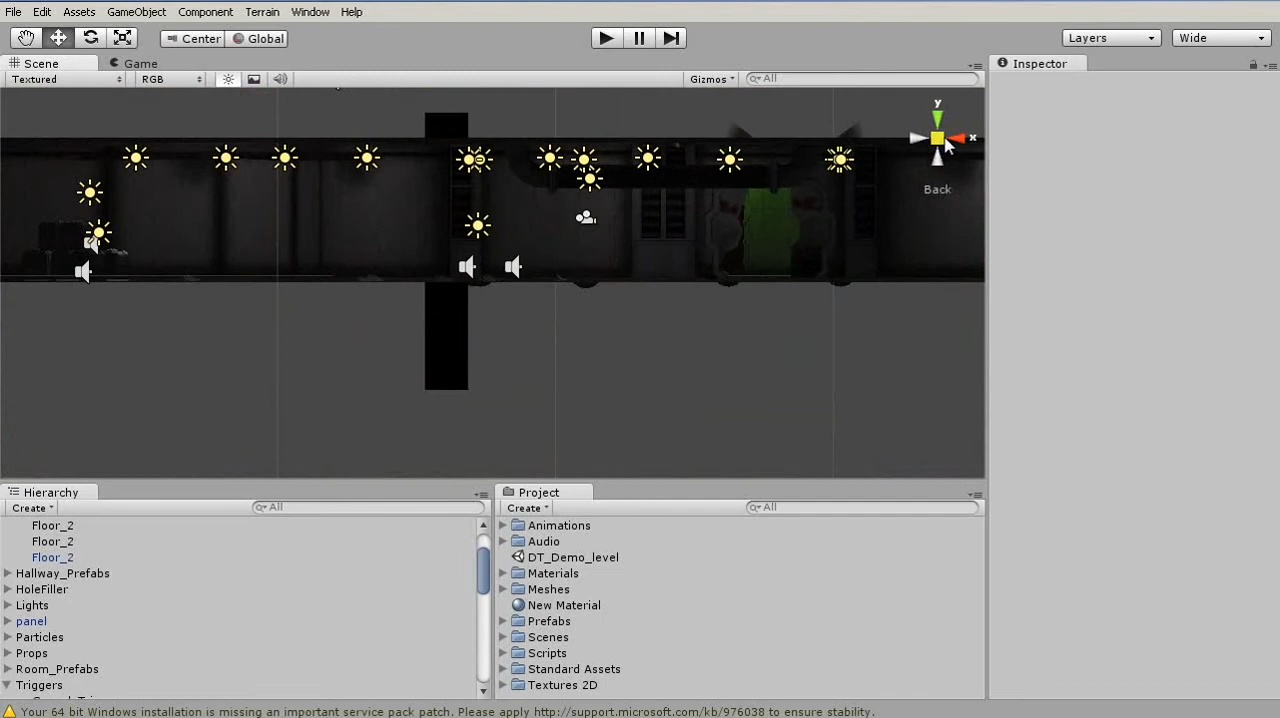 File Edit Assets GameObject Component Terrain Window Help
Center Global Layers Wide
Scene Game Inspector
Textured RGB Gizmos All
y
x
Back
Hierarchy Project
Create All Create All
Floor_2 Animations
Floor_2 Audio
Floor_2 DT_Demo_level
Hallway_Prefabs Materials
HoleFiller Meshes
Lights New Material
panel Prefabs
Particles Scenes
Props Scripts
Room_Prefabs Standard Assets
Triggers Textures 2D
Your 64 bit Windows installation is missing an important service pack patch. Please apply http://support.microsoft.com/kb/976038 to ensure stability.